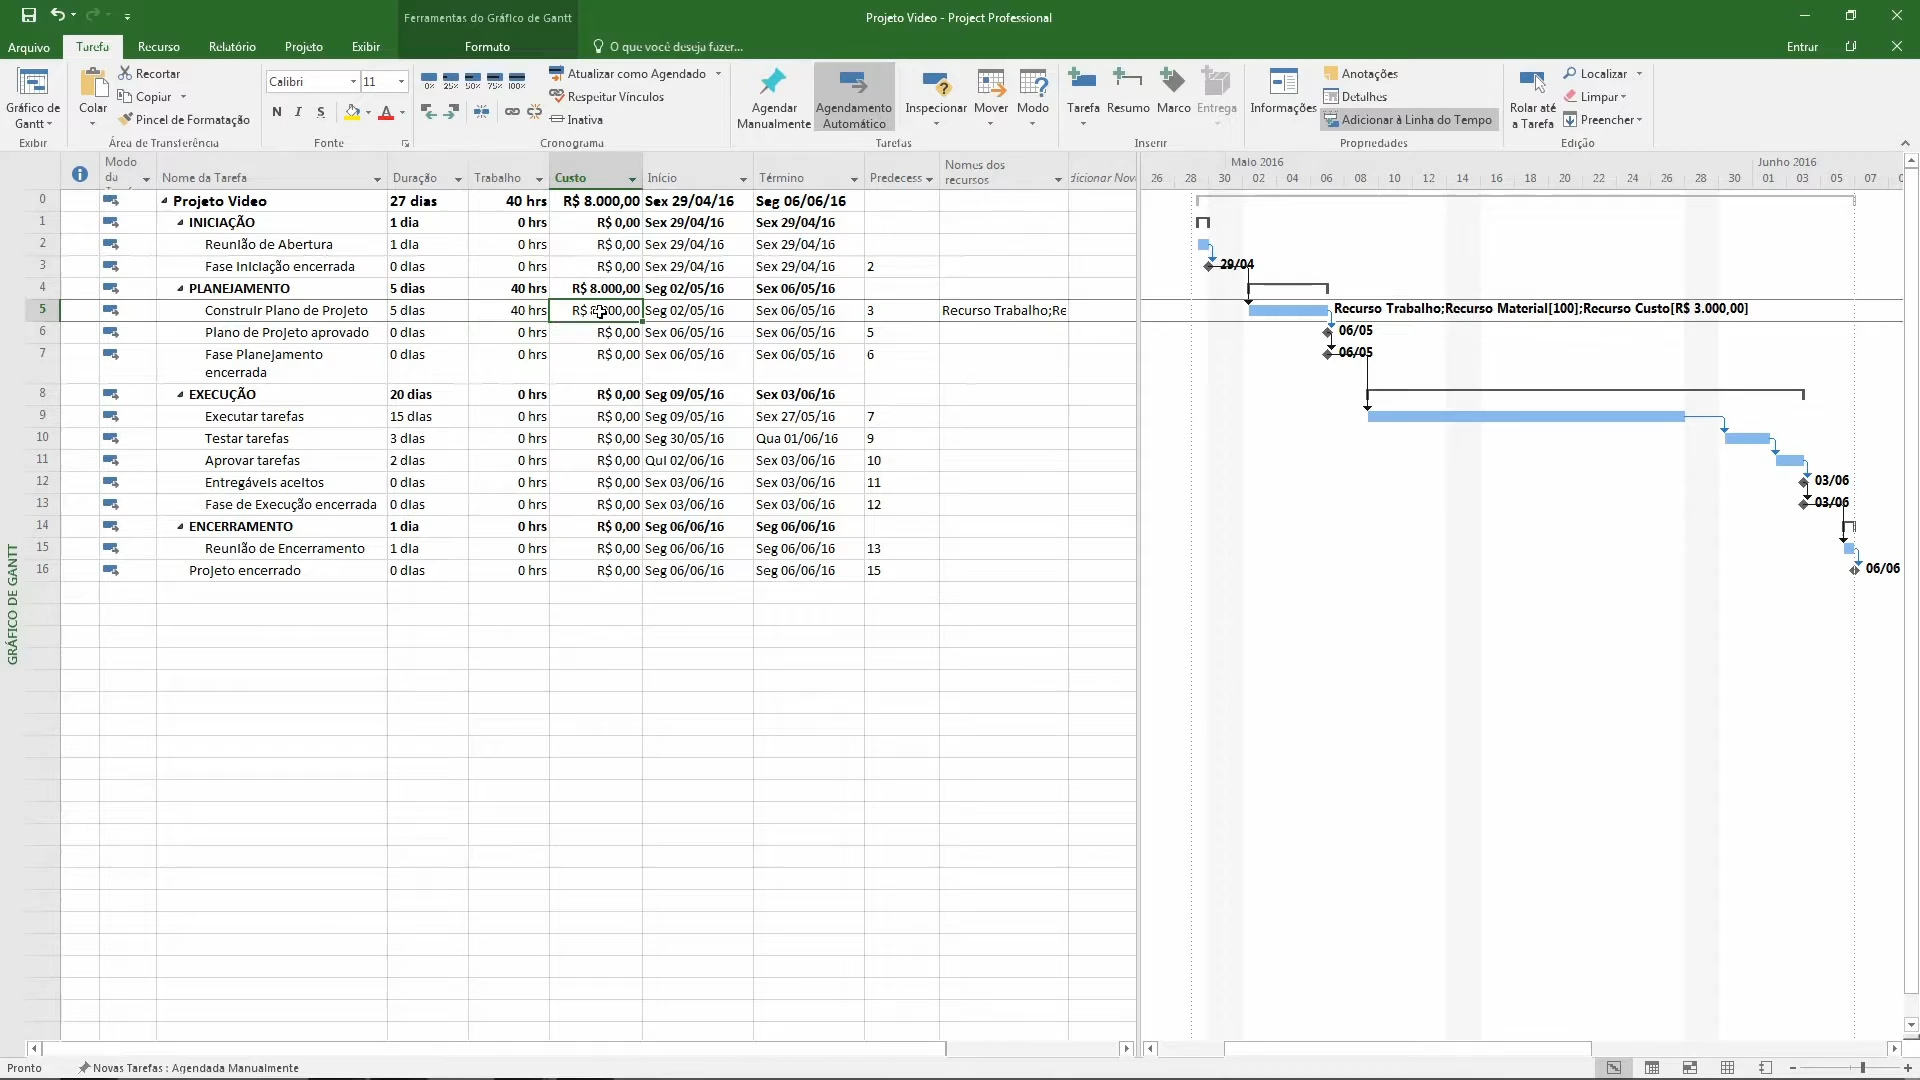 Ferramentas do Gráfico de Gantt
Projeto Video - Project Professional
Arquivo Tarefa Recurso Relatório Projeto Exibir Formato O que você deseja fazer... Entrar
Gráfico de Gantt
Exibir
Colar
Recortar
Copiar
Pincel de Formatação
Área de Transferência
Calibri 11
N I S
Fonte
0% 25% 50% 75% 100%
Atualizar como Agendado
Respeitar Vínculos
Inativa
Cronograma
Agendar Manualmente
Agendamento Automático
Inspecionar Mover Modo
Tarefas
Tarefa Resumo Marco Entrega
Inserir
Informações
Anotações
Detalhes
Adicionar à Linha do Tempo
Propriedades
Rolar até a Tarefa
Localizar
Limpar
Preencher
Edição
Modo da Nome da Tarefa Duração Trabalho Custo Início Término Predecess Nomes dos recursos dicionar Nov
Maio 2016 Junho 2016
26 28 30 02 04 06 08 10 12 14 16 18 20 22 24 26 28 30 01 03 05 07
0 Projeto Video 27 dias 40 hrs R$ 8.000,00 Sex 29/04/16 Seg 06/06/16
1 INICIAÇÃO 1 dia 0 hrs R$ 0,00 Sex 29/04/16 Sex 29/04/16
2 Reunião de Abertura 1 dia 0 hrs R$ 0,00 Sex 29/04/16 Sex 29/04/16
3 Fase Iniciação encerrada 0 dias 0 hrs R$ 0,00 Sex 29/04/16 Sex 29/04/16 2 29/04
4 PLANEJAMENTO 5 dias 40 hrs R$ 8.000,00 Seg 02/05/16 Sex 06/05/16
5 Construir Plano de Projeto 5 dias 40 hrs R$ Seg 02/05/16 Sex 06/05/16 3 Recurso Trabalho;Re Recurso Trabalho;Recurso Material[100];Recurso Custo[R$ 3.000,00]
6 Plano de Projeto aprovado 0 dias 0 hrs R$ 0,00 Sex 06/05/16 Sex 06/05/16 5 06/05
7 Fase Planejamento encerrada 0 dias 0 hrs R$ 0,00 Sex 06/05/16 Sex 06/05/16 6 06/05
8 EXECUÇÃO 20 dias 0 hrs R$ 0,00 Seg 09/05/16 Sex 03/06/16
9 Executar tarefas 15 dias 0 hrs R$ 0,00 Seg 09/05/16 Sex 27/05/16 7
10 Testar tarefas 3 dias 0 hrs R$ 0,00 Seg 30/05/16 Qua 01/06/16 9
11 Aprovar tarefas 2 dias 0 hrs R$ 0,00 Qui 02/06/16 Sex 03/06/16 10
12 Entregáveis aceitos 0 dias 0 hrs R$ 0,00 Sex 03/06/16 Sex 03/06/16 11 03/06
13 Fase de Execução encerrada 0 dias 0 hrs R$ 0,00 Sex 03/06/16 Sex 03/06/16 12 03/06
14 ENCERRAMENTO 1 dia 0 hrs R$ 0,00 Seg 06/06/16 Seg 06/06/16
15 Reunião de Encerramento 1 dia 0 hrs R$ 0,00 Seg 06/06/16 Seg 06/06/16 13
16 Projeto encerrado 0 dias 0 hrs R$ 0,00 Seg 06/06/16 Seg 06/06/16 15 06/06
GRÁFICO DE GANTT
Pronto Novas Tarefas : Agendada Manualmente